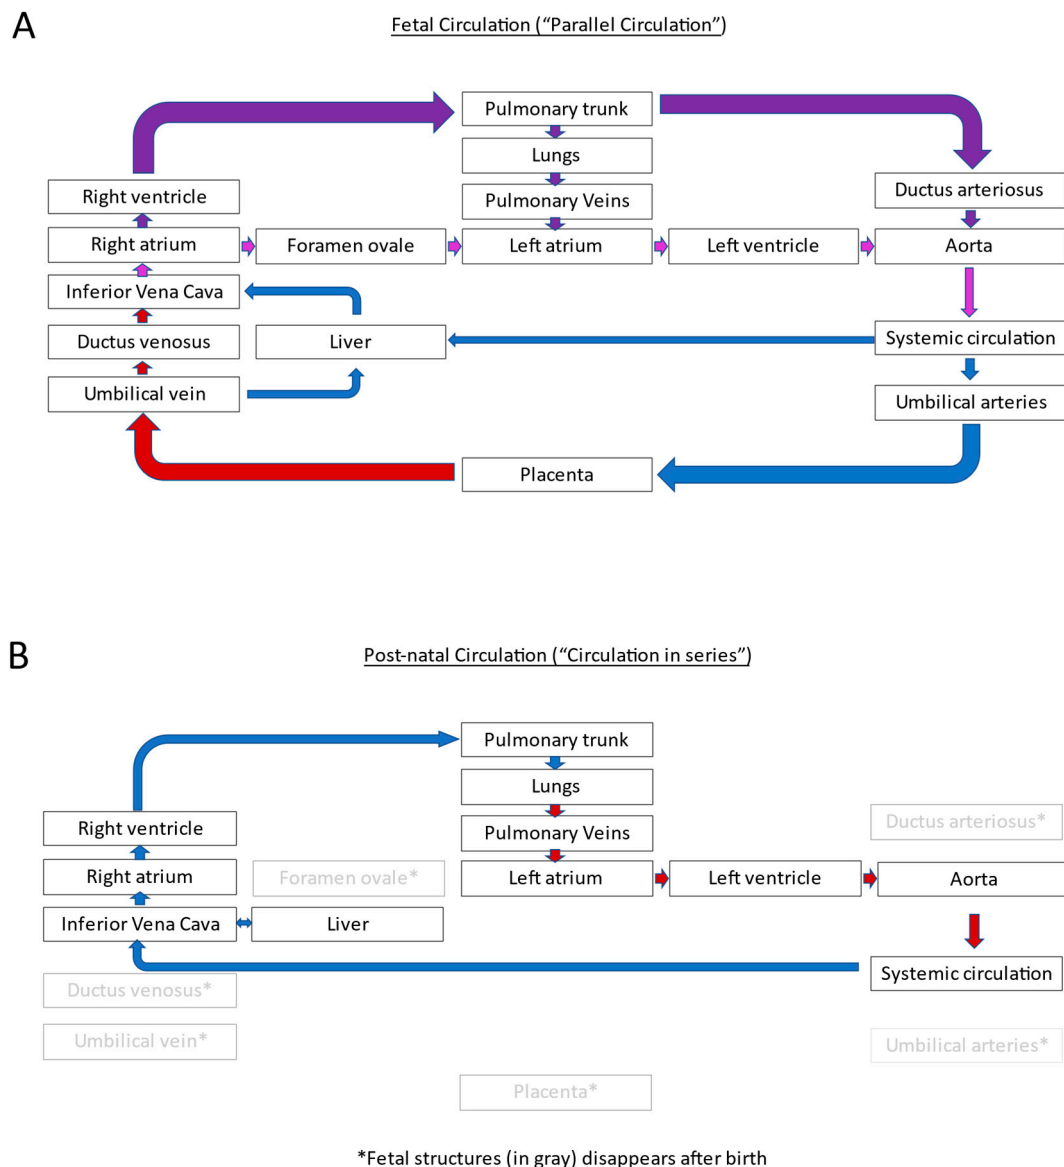 A
Fetal Circulation (“Parallel Circulation”)
Pulmonary trunk
Lungs
Right ventricle
Pulmonary Veins
Ductus arteriosus
Right atrium
Foramen ovale
Left atrium
Left ventricle
Aorta
Inferior Vena Cava
Ductus venosus
Liver
Systemic circulation
Umbilical vein
Umbilical arteries
Placenta
B
Post-natal Circulation (“Circulation in series”)
Pulmonary trunk
Lungs
Ductus arteriosus*
Right ventricle
Pulmonary Veins
Right atrium
Foramen ovale*
Left atrium
Left ventricle
Aorta
Inferior Vena Cava
Liver
Systemic circulation
Ductus venosus*
Umbilical vein*
Umbilical arteries*
Placenta*
*Fetal structures (in gray) disappears after birth